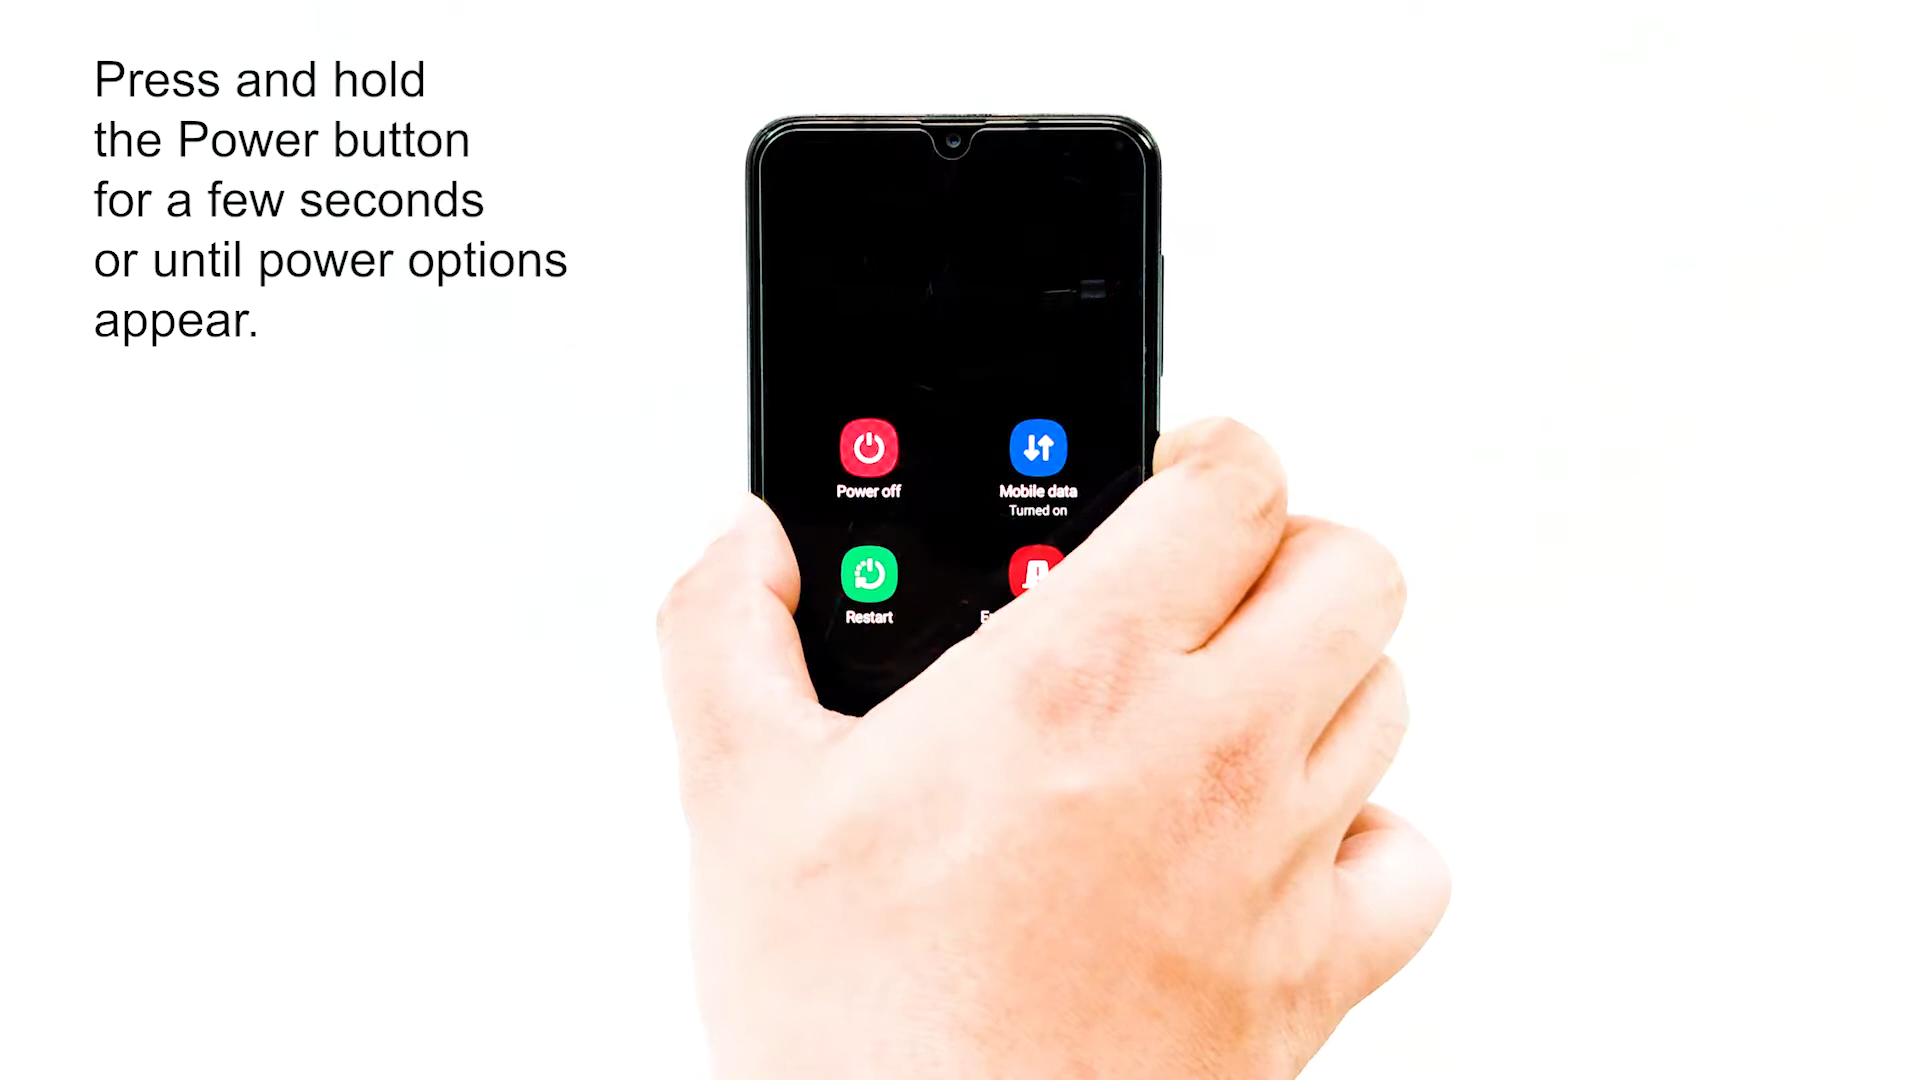 Press and hold
the Power button
for a few seconds
or until power options
appear.
Power off
Mobile data
Turned on
Restart